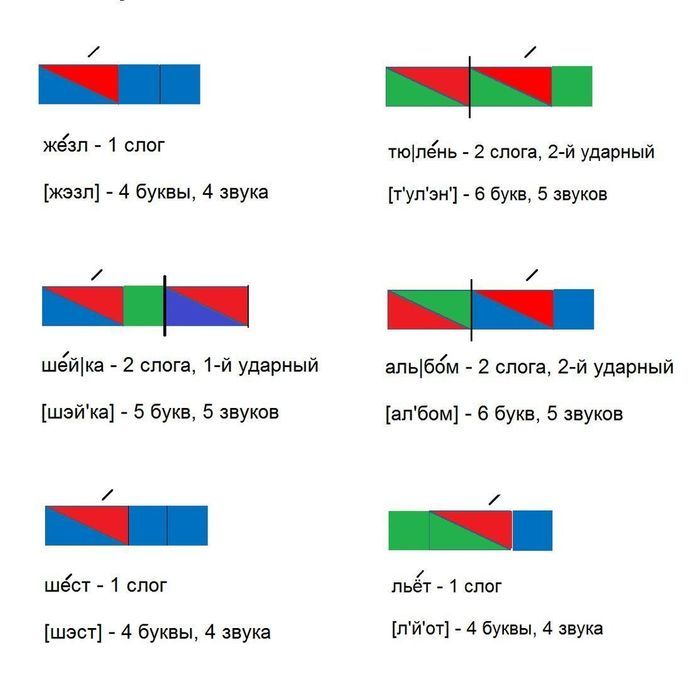 же́зл - 1 слог
[жэзл] - 4 буквы, 4 звука
тю|ле́нь - 2 слога, 2-й ударный
[т'ул'эн'] - 6 букв, 5 звуков
ше́й|ка - 2 слога, 1-й ударный
[шэй'ка] - 5 букв, 5 звуков
аль|бо́м - 2 слога, 2-й ударный
[ал'бом] - 6 букв, 5 звуков
ше́ст - 1 слог
[шэст] - 4 буквы, 4 звука
льё́т - 1 слог
[л'й'от] - 4 буквы, 4 звука